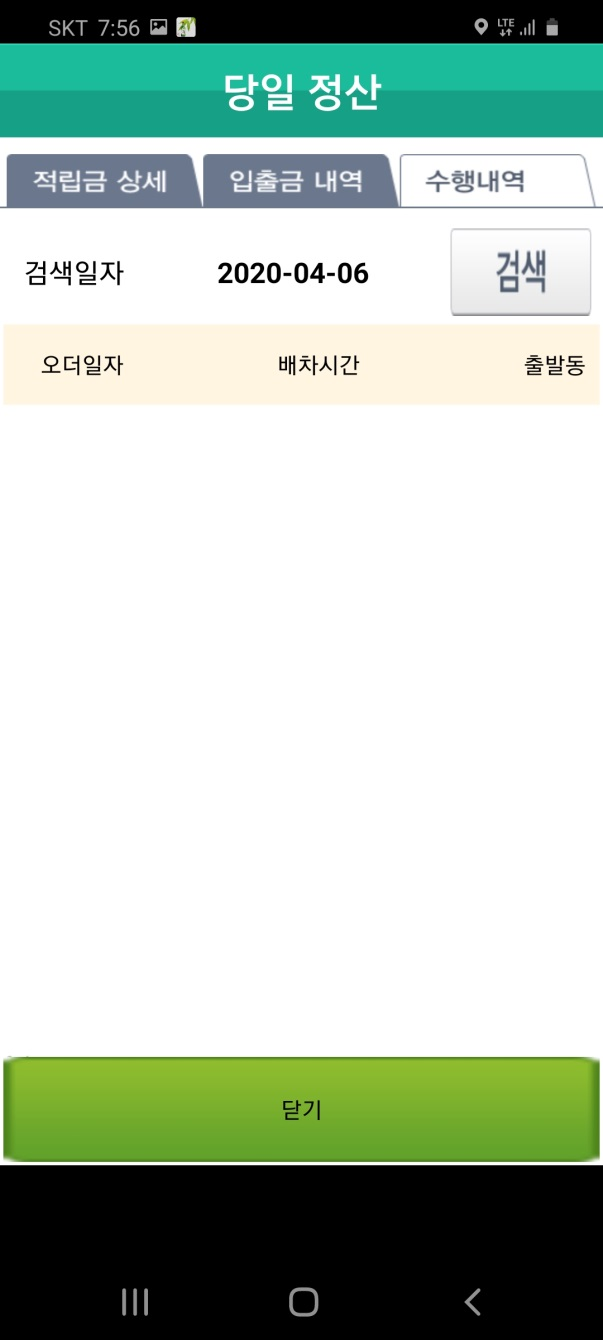 SKT 7:56 LTE
당일 정산
적립금 상세 입출금 내역 수행내역
검색일자 2020-04-06 검색
오더일자 배차시간 출발동
닫기